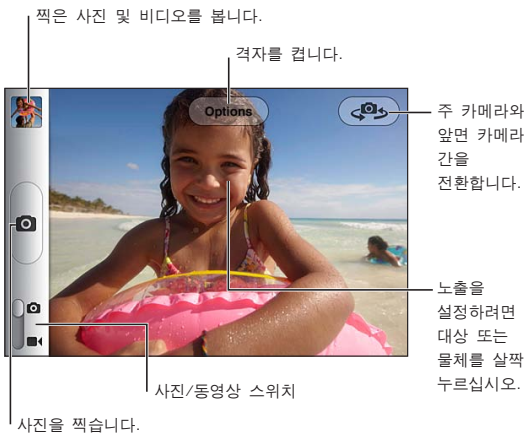 찍은 사진 및 비디오를 봅니다.
격자를 켭니다.
Options
주 카메라와
앞면 카메라
간을
전환합니다.
노출을
설정하려면
대상 또는
물체를 살짝
누르십시오.
사진/동영상 스위치
사진을 찍습니다.